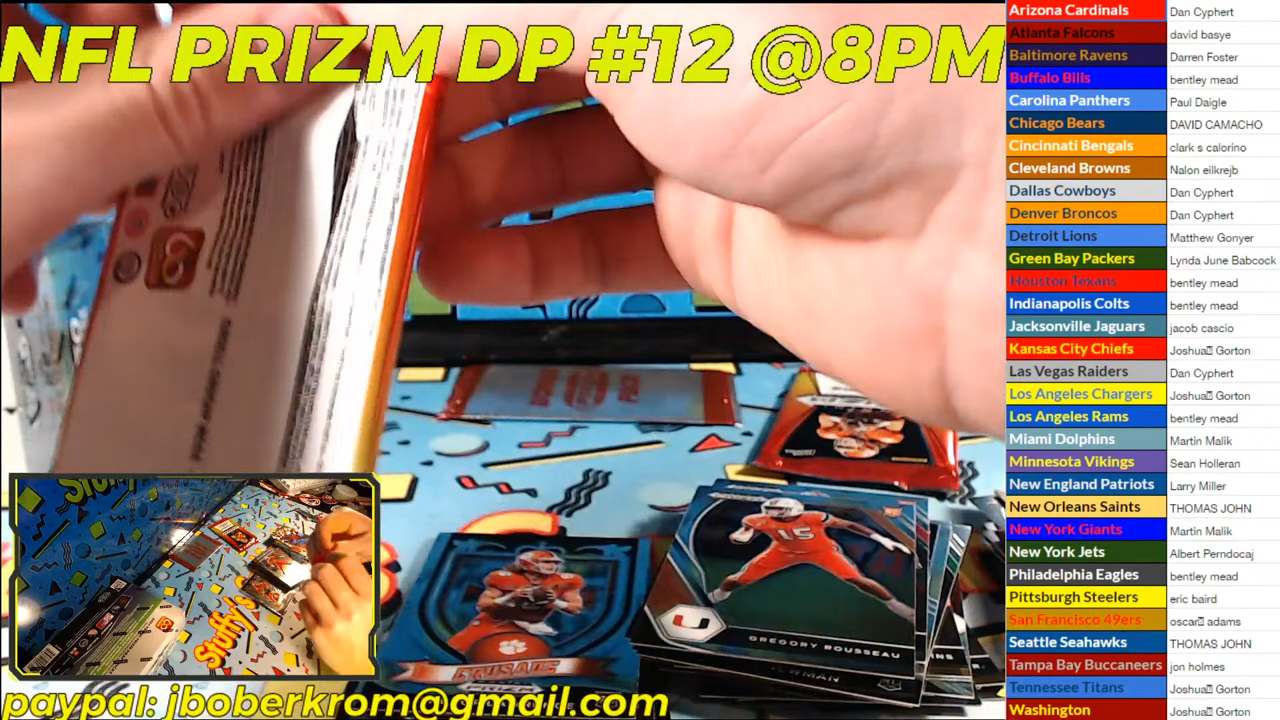 NFL PRIZM DP #12 @8PM
Arizona Cardinals Dan Cyphert
Atlanta Falcons david basye
Baltimore Ravens Darren Foster
Buffalo Bills bentley mead
Carolina Panthers Paul Daigle
Chicago Bears DAVID CAMACHO
Cincinnati Bengals clark s calorino
Cleveland Browns Nalon eilkrejb
Dallas Cowboys Dan Cyphert
Denver Broncos Dan Cyphert
Detroit Lions Matthew Gonyer
Green Bay Packers Lynda June Babcock
Houston Texans bentley mead
Indianapolis Colts bentley mead
Jacksonville Jaguars jacob cascio
Kansas City Chiefs Joshua Gorton
Las Vegas Raiders Dan Cyphert
Los Angeles Chargers Joshua Gorton
Los Angeles Rams bentley mead
Miami Dolphins Martin Malik
Minnesota Vikings Sean Holleran
New England Patriots Larry Miller
New Orleans Saints THOMAS JOHN
New York Giants Martin Malik
New York Jets Albert Perndocaj
Philadelphia Eagles bentley mead
Pittsburgh Steelers eric baird
San Francisco 49ers oscar adams
Seattle Seahawks THOMAS JOHN
Tampa Bay Buccaneers jon holmes
Tennessee Titans Joshua Gorton
Washington Joshua Gorton
15
U
GREGORY ROUSSEAU
CRUSADE
PRIZM
Stuffy's
paypal: jboberkrom@gmail.com